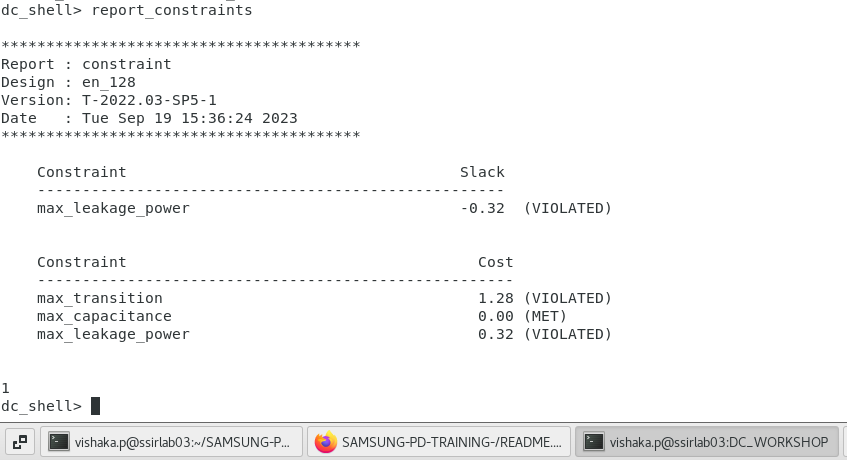 dc_shell> report_constraints
****************************************
Report : constraint
Design : en_128
Version: T-2022.03-SP5-1
Date   : Tue Sep 19 15:36:24 2023
****************************************
Constraint                                     Slack
----------------------------------------------------
max_leakage_power                              -0.32  (VIOLATED)
Constraint                                       Cost
-----------------------------------------------------
max_transition                                   1.28 (VIOLATED)
max_capacitance                                  0.00 (MET)
max_leakage_power                                0.32 (VIOLATED)
1
dc_shell>
vishaka.p@ssirlab03:~/SAMSUNG-P...
SAMSUNG-PD-TRAINING-/README....
vishaka.p@ssirlab03:DC_WORKSHOP